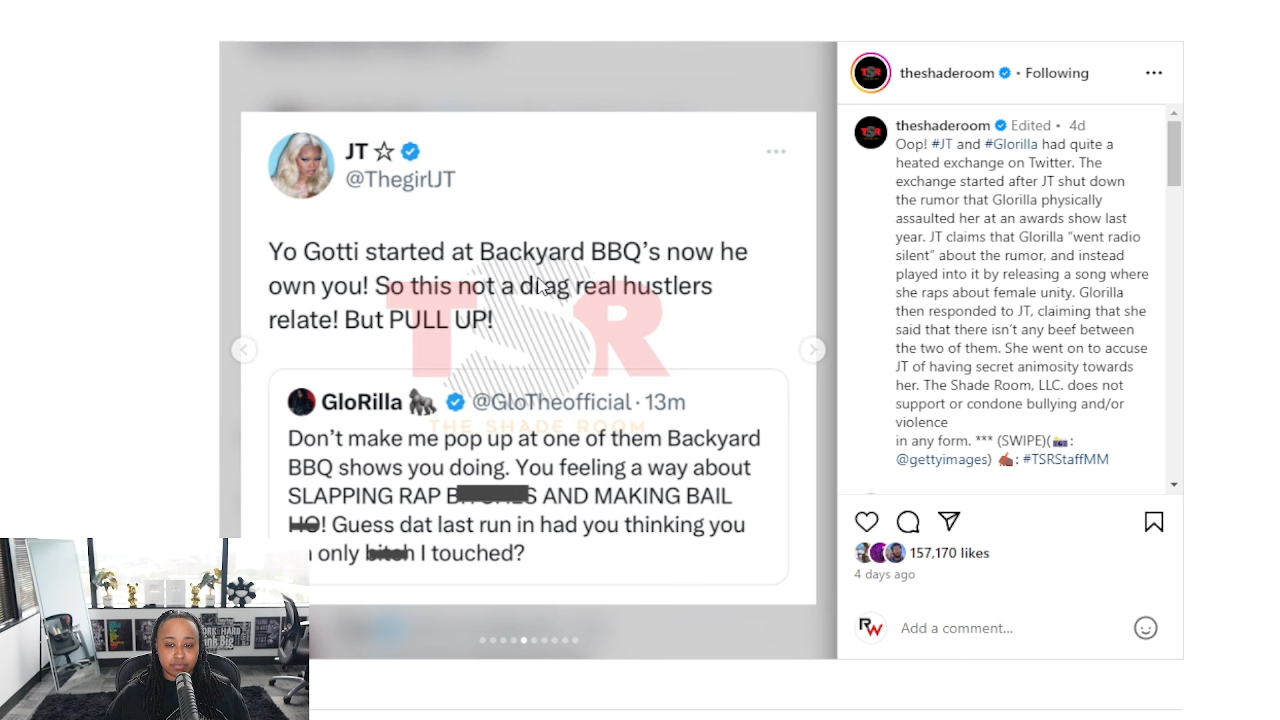 JT ☆
@ThegirlJT
Yo Gotti started at Backyard BBQ's now he
own you! So this not a drag real hustlers
relate! But PULL UP!
TSR
THE SHADE ROOM
GloRilla 🦍 @GloTheofficial · 13m
Don't make me pop up at one of them Backyard
BBQ shows you doing. You feeling a way about
SLAPPING RAP B S AND MAKING BAIL
HO! Guess dat last run in had you thinking you
only bitch I touched?
theshaderoom • Following
theshaderoom Edited • 4d
Oop! #JT and #Glorilla had quite a
heated exchange on Twitter. The
exchange started after JT shut down
the rumor that Glorilla physically
assaulted her at an awards show last
year. JT claims that Glorilla "went radio
silent" about the rumor, and instead
played into it by releasing a song where
she raps about female unity. Glorilla
then responded to JT, claiming that she
said that there isn't any beef between
the two of them. She went on to accuse
JT of having secret animosity towards
her. The Shade Room, LLC. does not
support or condone bullying and/or
violence
in any form. *** (SWIPE)(📸:
@gettyimages) ✍🏾: #TSRStaffMM
157,170 likes
4 days ago
RW
Add a comment...